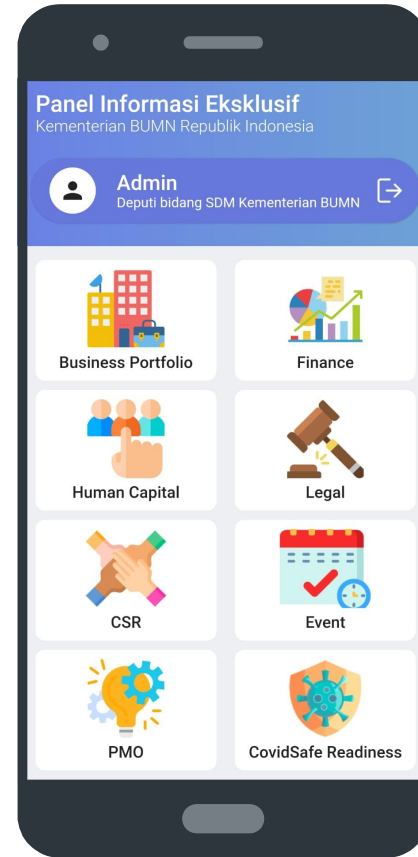 Panel Informasi Eksklusif
Kementerian BUMN Republik Indonesia
Admin
Deputi bidang SDM Kementerian BUMN
Business Portfolio
Finance
Human Capital
Legal
CSR
Event
PMO
CovidSafe Readiness